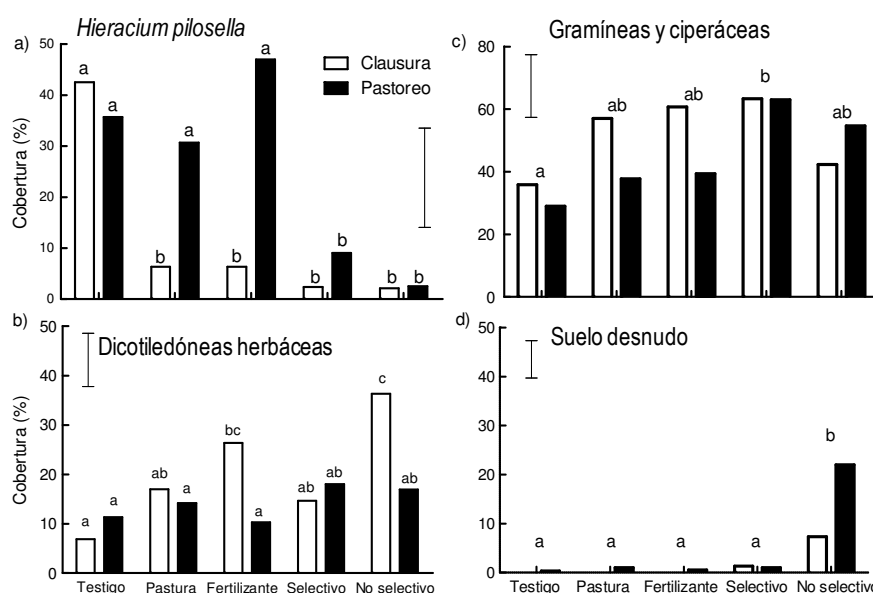 a)
Hieracium pilosella
50
40
30
20
10
0
Cobertura (%)
a
a
b
a
b
a
b
b
b
b
Clausura
Pastoreo
c)
Gramíneas y ciperáceas
80
60
40
20
0
a
ab
ab
b
ab
b)
Dicotiledóneas herbáceas
50
40
30
20
10
0
Cobertura (%)
a
a
ab
a
bc
a
ab
ab
c
ab
Testigo
Pastura
Fertilizante
Selectivo
No selectivo
d)
Suelo desnudo
50
40
30
20
10
0
a
a
a
a
b
Testigo
Pastura
Fertilizante
Selectivo
No selectivo